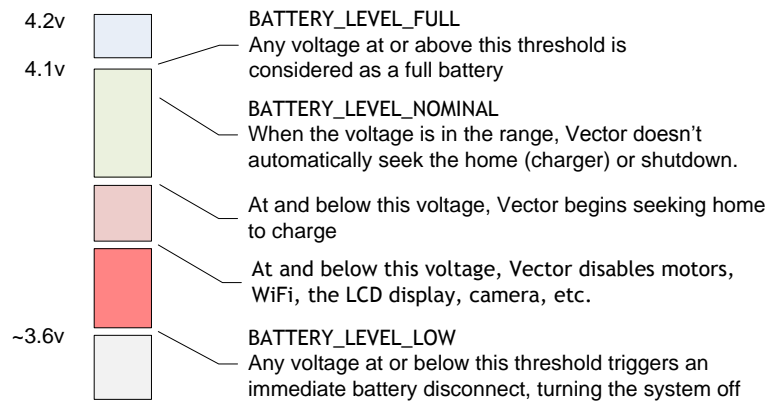 4.2v
BATTERY_LEVEL_FULL
Any voltage at or above this threshold is
considered as a full battery
4.1v
BATTERY_LEVEL_NOMINAL
When the voltage is in the range, Vector doesn't
automatically seek the home (charger) or shutdown.
At and below this voltage, Vector begins seeking home
to charge
At and below this voltage, Vector disables motors,
WiFi, the LCD display, camera, etc.
~3.6v
BATTERY_LEVEL_LOW
Any voltage at or below this threshold triggers an
immediate battery disconnect, turning the system off